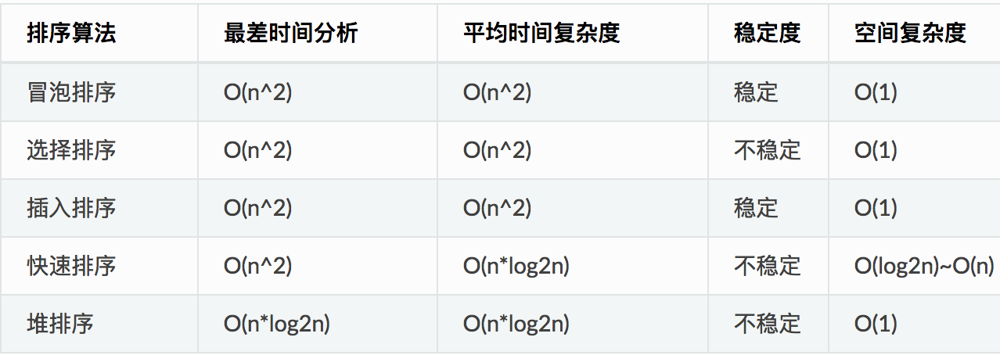 排序算法 最差时间分析 平均时间复杂度 稳定度 空间复杂度
冒泡排序 O(n^2) O(n^2) 稳定 O(1)
选择排序 O(n^2) O(n^2) 不稳定 O(1)
插入排序 O(n^2) O(n^2) 稳定 O(1)
快速排序 O(n^2) O(n*log2n) 不稳定 O(log2n)~O(n)
堆排序 O(n*log2n) O(n*log2n) 不稳定 O(1)